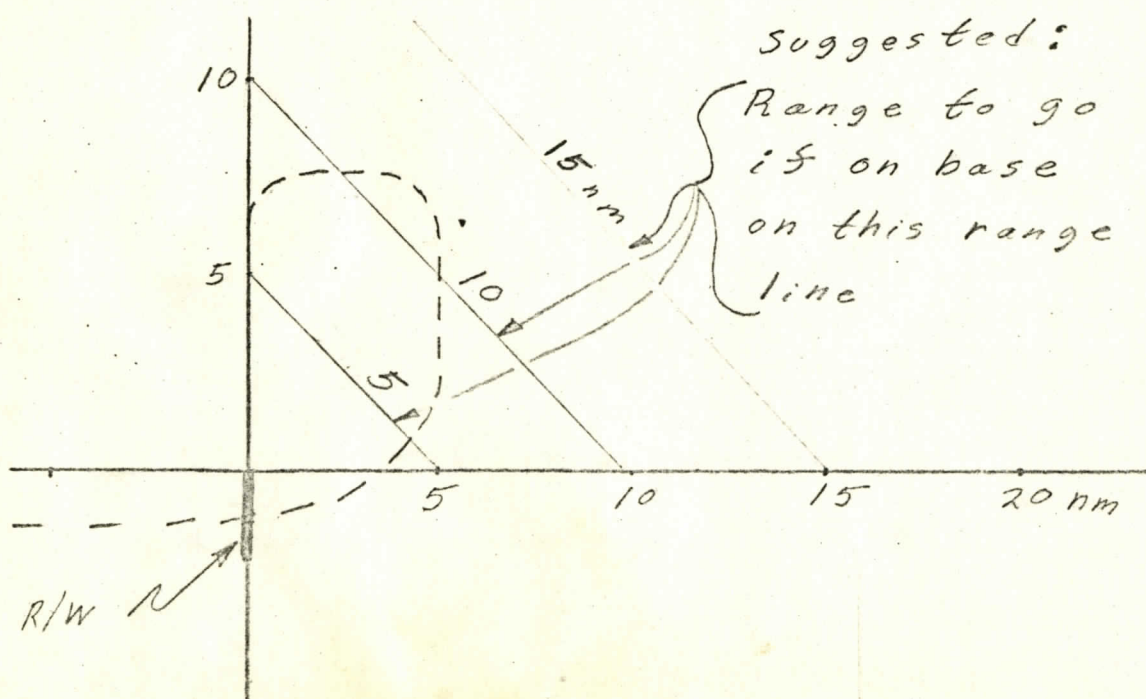 suggested:
10
Range to go
if on base
15 nm
on this range
5
10
line
5
5
10
15
20 nm
R/W